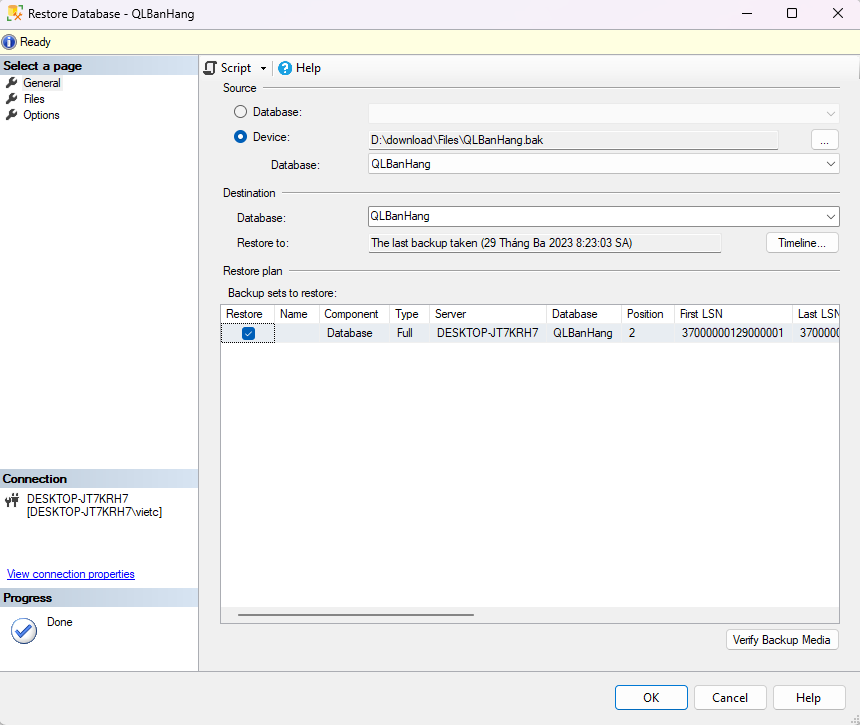 Restore Database - QLBanHang
Ready
Select a page
General
Files
Options
Script
Help
Source
Database:
Device:
D:\download\Files\QLBanHang.bak
...
Database:
QLBanHang
Destination
Database:
QLBanHang
Restore to:
The last backup taken (29 Tháng Ba 2023 8:23:03 SA)
Timeline...
Restore plan
Backup sets to restore:
Restore Name Component Type Server Database Position First LSN Last LSN
Database Full DESKTOP-JT7KRH7 QLBanHang 2 37000000129000001 370000
Connection
DESKTOP-JT7KRH7
[DESKTOP-JT7KRH7\vietc]
View connection properties
Progress
Done
Verify Backup Media
OK
Cancel
Help